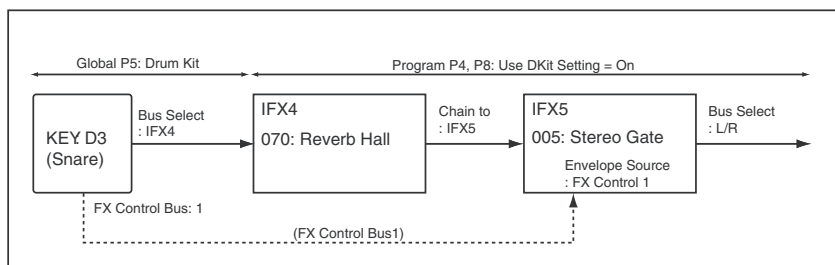 Global P5: Drum Kit
Program P4, P8: Use DKit Setting = On
KEY. D3
(Snare)
Bus Select
: IFX4
IFX4
070: Reverb Hall
Chain to
: IFX5
IFX5
005: Stereo Gate
Envelope Source
: FX Control 1
Bus Select
: L/R
FX Control Bus: 1
(FX Control Bus1)